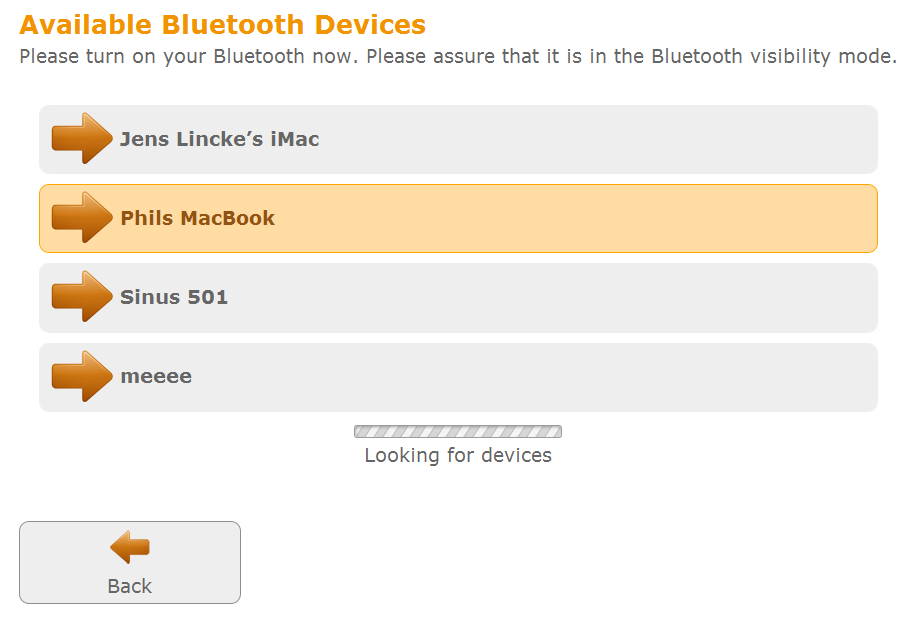 Available Bluetooth Devices
Please turn on your Bluetooth now. Please assure that it is in the Bluetooth visibility mode.
Jens Lincke’s iMac
Phils MacBook
Sinus 501
meeee
Looking for devices
Back